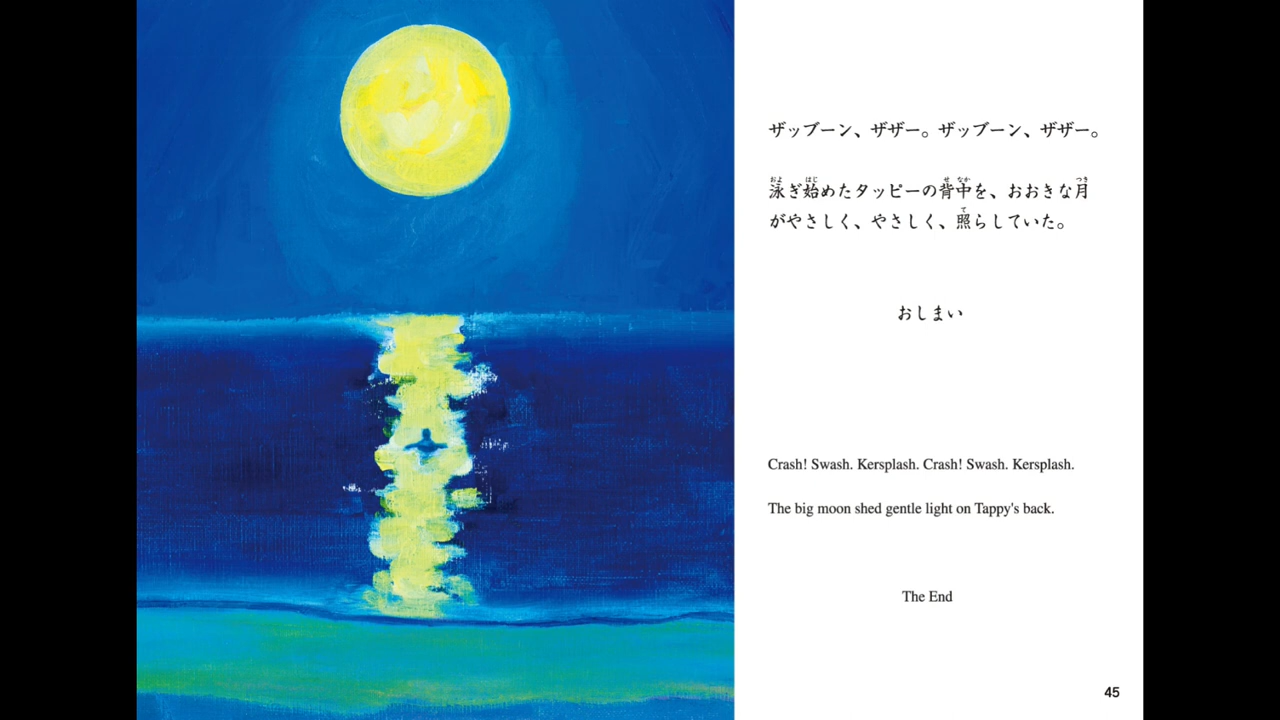 ザッブーン、ザザー。ザッブーン、ザザー。
泳ぎ始めたタッピーの背中を、おおきな月
がやさしく、やさしく、照らしていた。
おしまい
Crash! Swash. Kersplash. Crash! Swash. Kersplash.
The big moon shed gentle light on Tappy's back.
The End
45